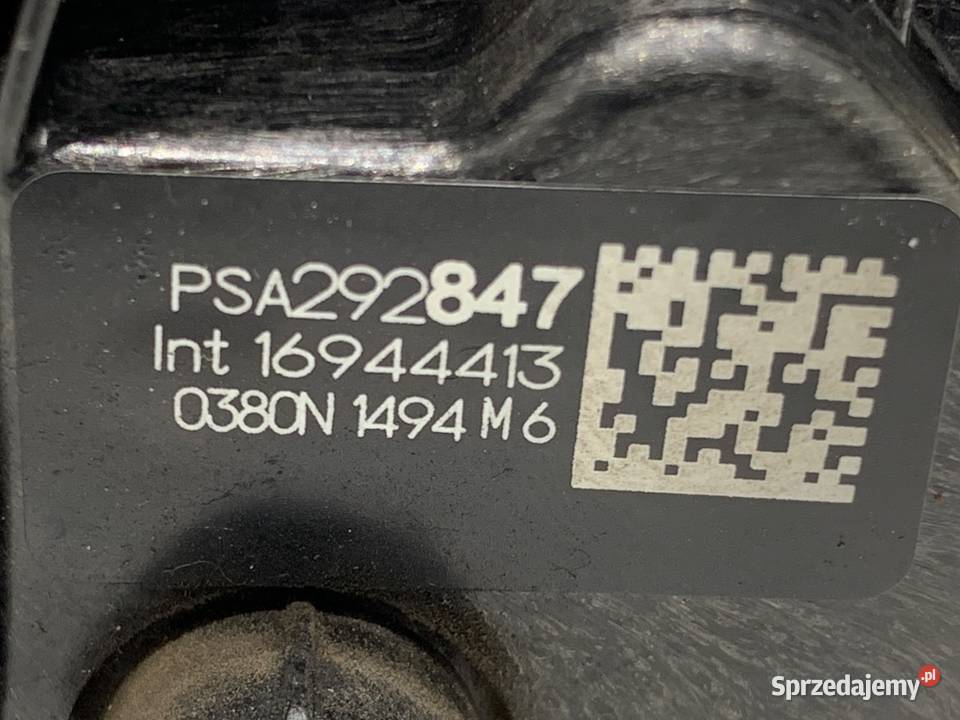 PSA292847
Int 16944413
0380N 1494 M 6
Sprzedajemy.pl